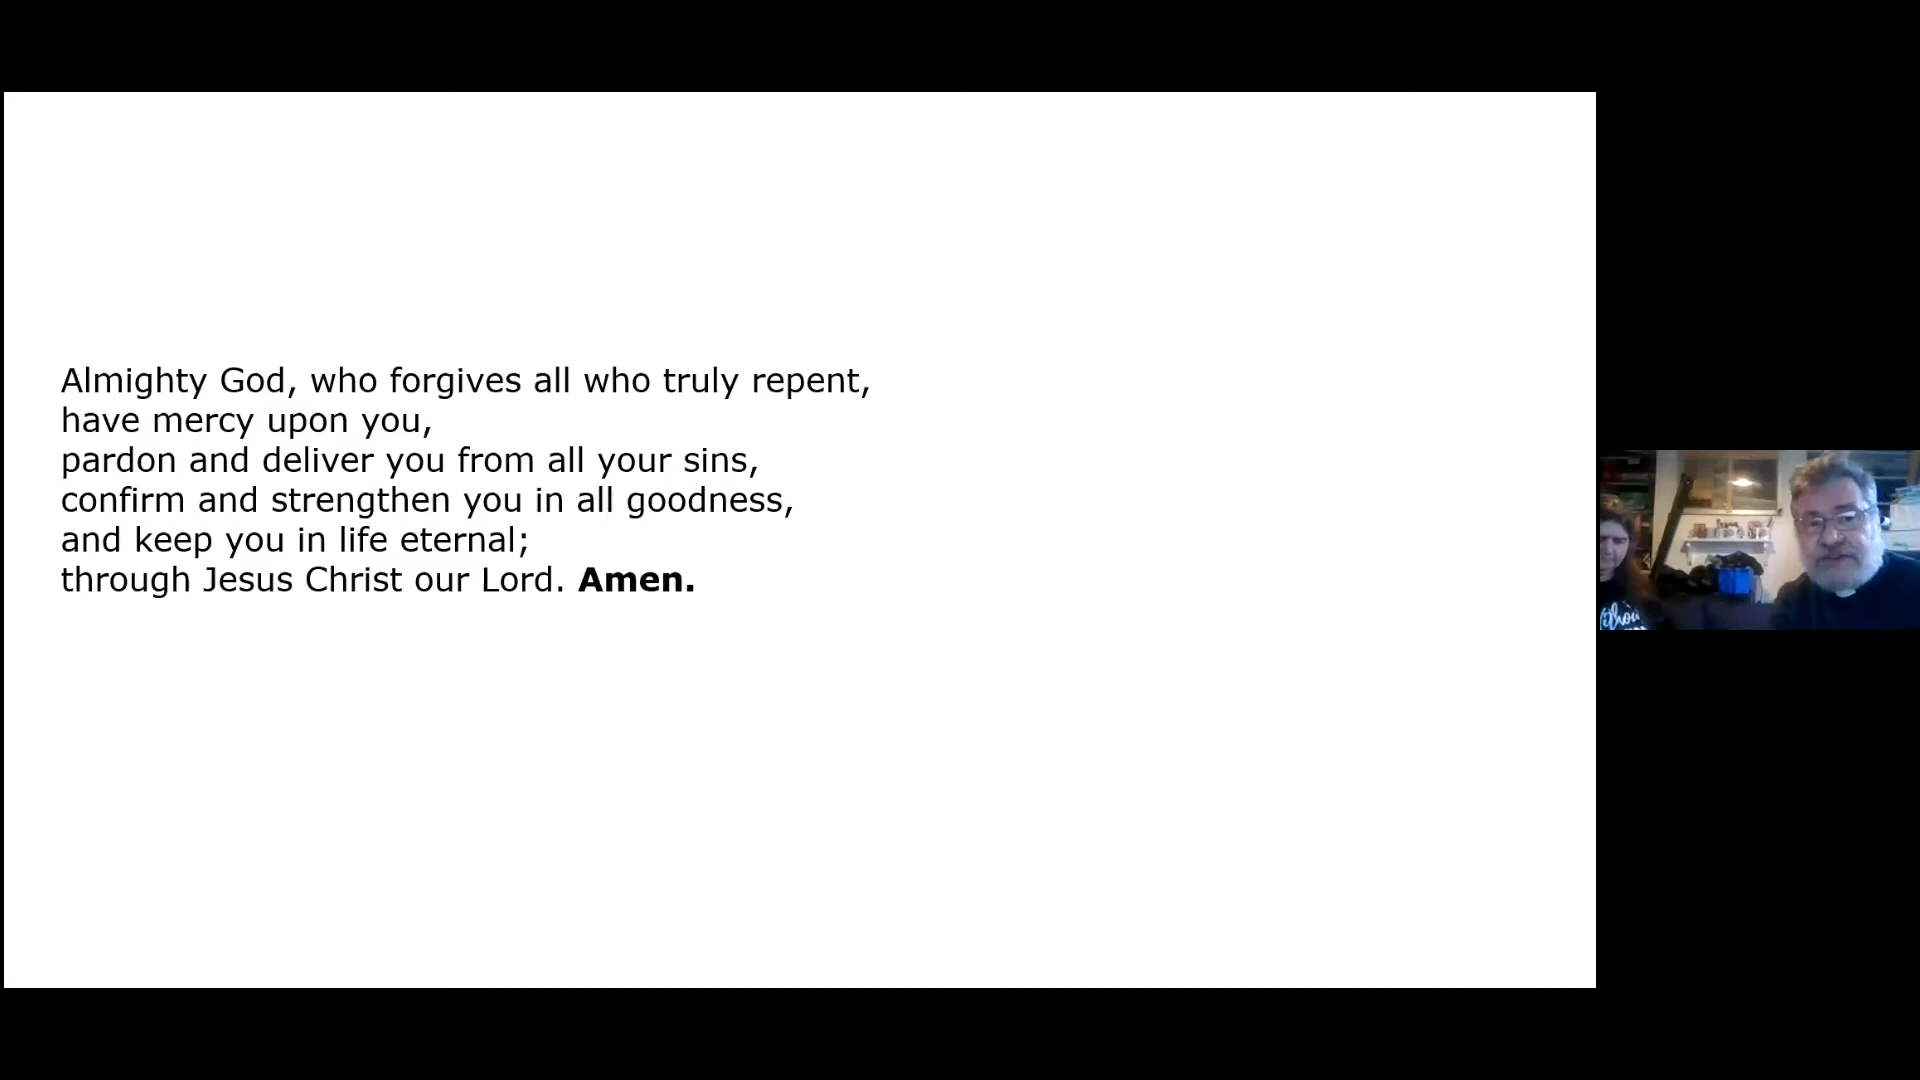 Almighty God, who forgives all who truly repent,
have mercy upon you,
pardon and deliver you from all your sins,
confirm and strengthen you in all goodness,
and keep you in life eternal;
through Jesus Christ our Lord. Amen.